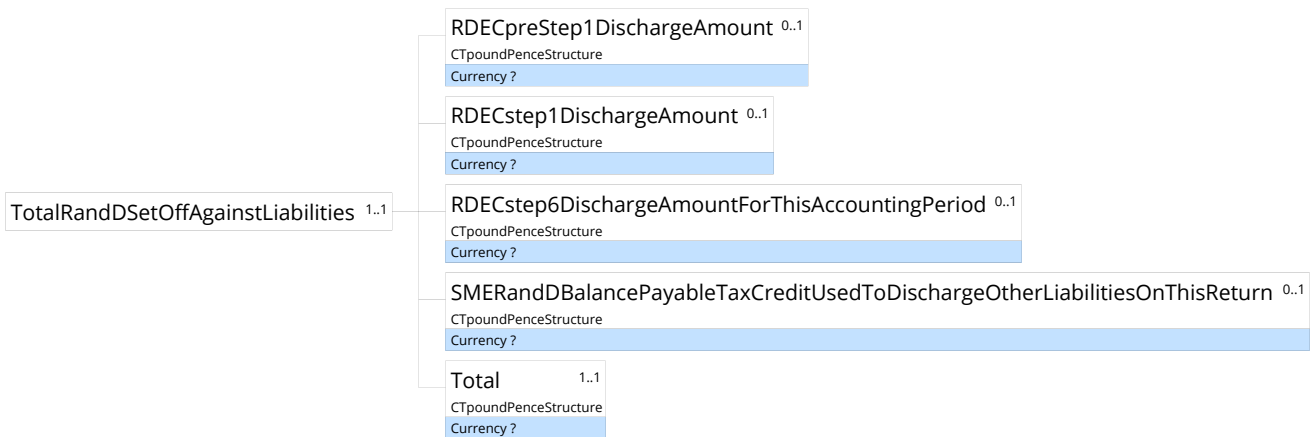 RDECpreStep1DischargeAmount 0..1
CTpoundPenceStructure
Currency ?
RDECstep1DischargeAmount 0..1
CTpoundPenceStructure
Currency ?
TotalRandDSetOffAgainstLiabilities 1..1
RDECstep6DischargeAmountForThisAccountingPeriod 0..1
CTpoundPenceStructure
Currency ?
SMERandDBalancePayableTaxCreditUsedToDischargeOtherLiabilitiesOnThisReturn 0..1
CTpoundPenceStructure
Currency ?
Total 1..1
CTpoundPenceStructure
Currency ?